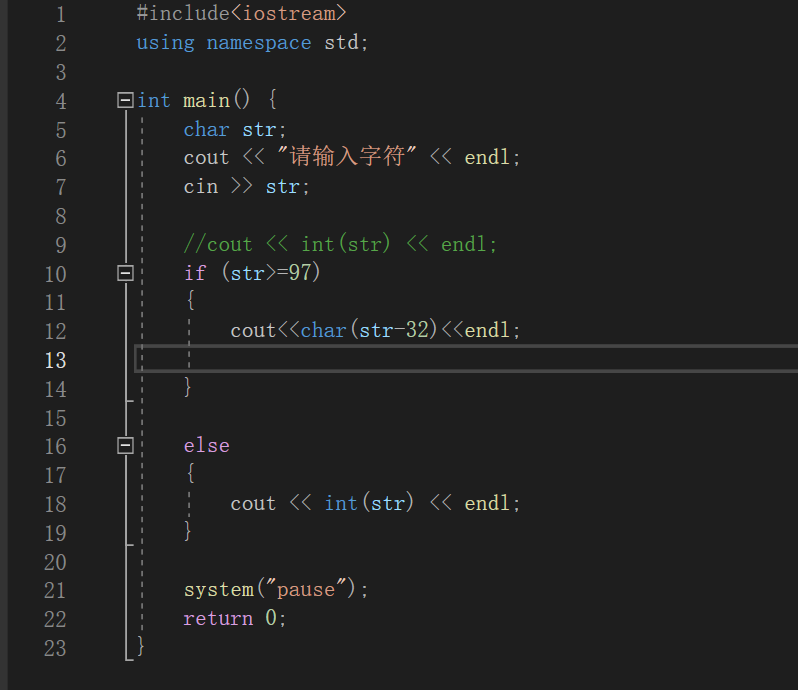 1 #include<iostream>
2 using namespace std;
3
4 int main() {
5 char str;
6 cout << "请输入字符" << endl;
7 cin >> str;
8
9 //cout << int(str) << endl;
10 if (str>=97)
11 {
12 cout<<char(str-32)<<endl;
13
14 }
15
16 else
17 {
18 cout << int(str) << endl;
19 }
20
21 system("pause");
22 return 0;
23 }